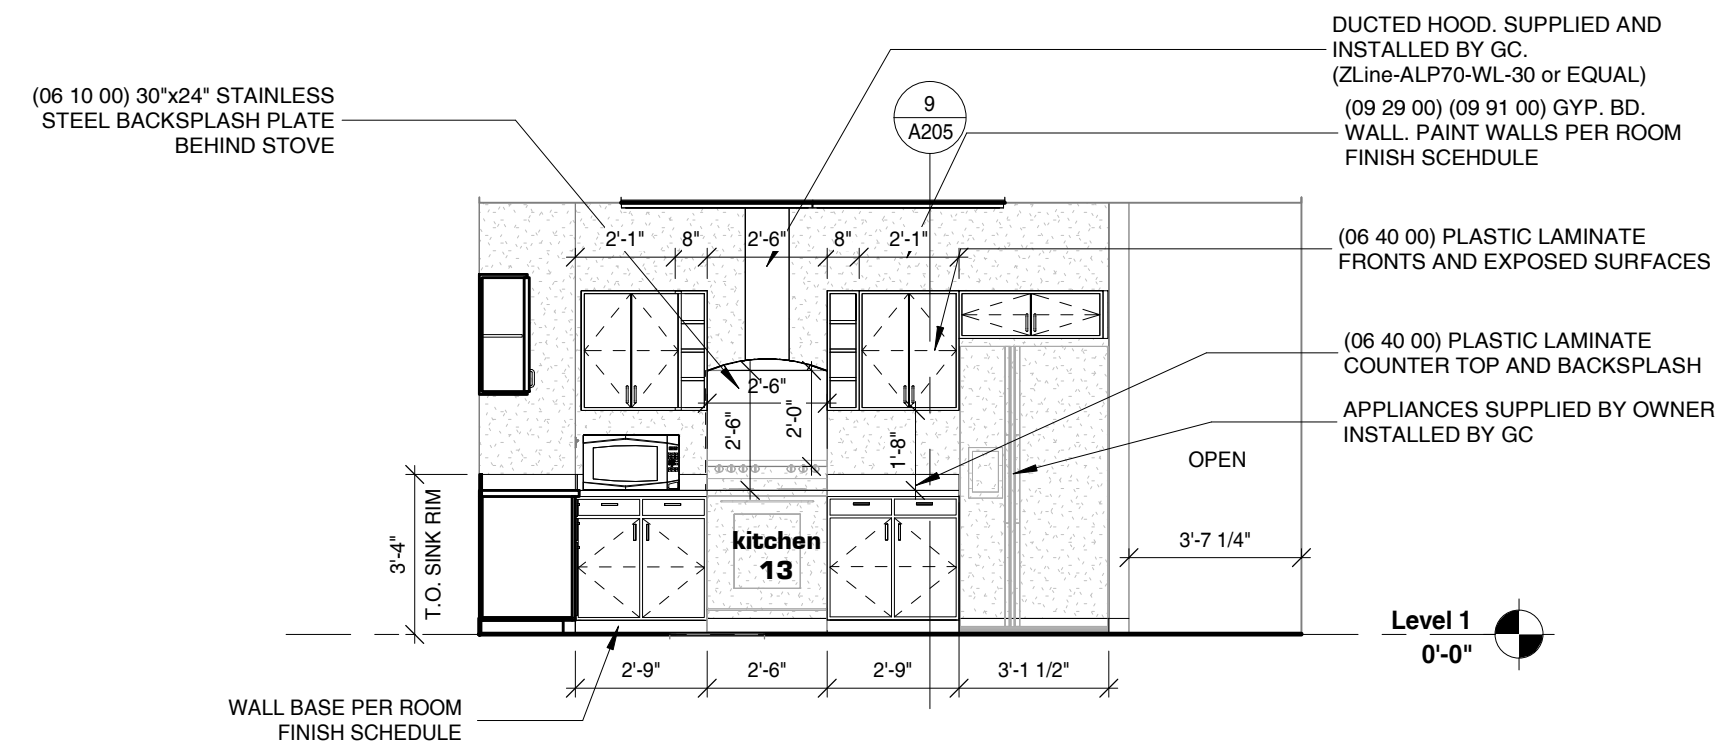 DUCTED HOOD. SUPPLIED AND
INSTALLED BY GC.
(ZLine-ALP70-WL-30 or EQUAL)
(06 10 00) 30"x24" STAINLESS
STEEL BACKSPLASH PLATE
BEHIND STOVE
9
A205
(09 29 00) (09 91 00) GYP. BD.
WALL. PAINT WALLS PER ROOM
FINISH SCEHDULE
2'-1"
8"
2'-6"
8"
2'-1"
(06 40 00) PLASTIC LAMINATE
FRONTS AND EXPOSED SURFACES
(06 40 00) PLASTIC LAMINATE
COUNTER TOP AND BACKSPLASH
2'-6"
2'-6"
2'-0"
1'-8"
APPLIANCES SUPPLIED BY OWNER
INSTALLED BY GC
OPEN
3'-4"
T.O. SINK RIM
kitchen
13
3'-7 1/4"
Level 1
0'-0"
2'-9"
2'-6"
2'-9"
3'-1 1/2"
WALL BASE PER ROOM
FINISH SCHEDULE